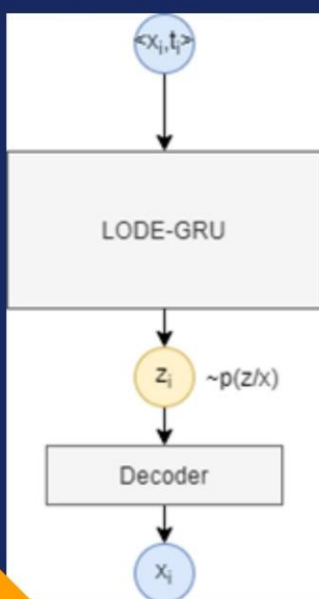 <xᵢ,tᵢ>
LODE-GRU
zᵢ ~p(z/x)
Decoder
xᵢ